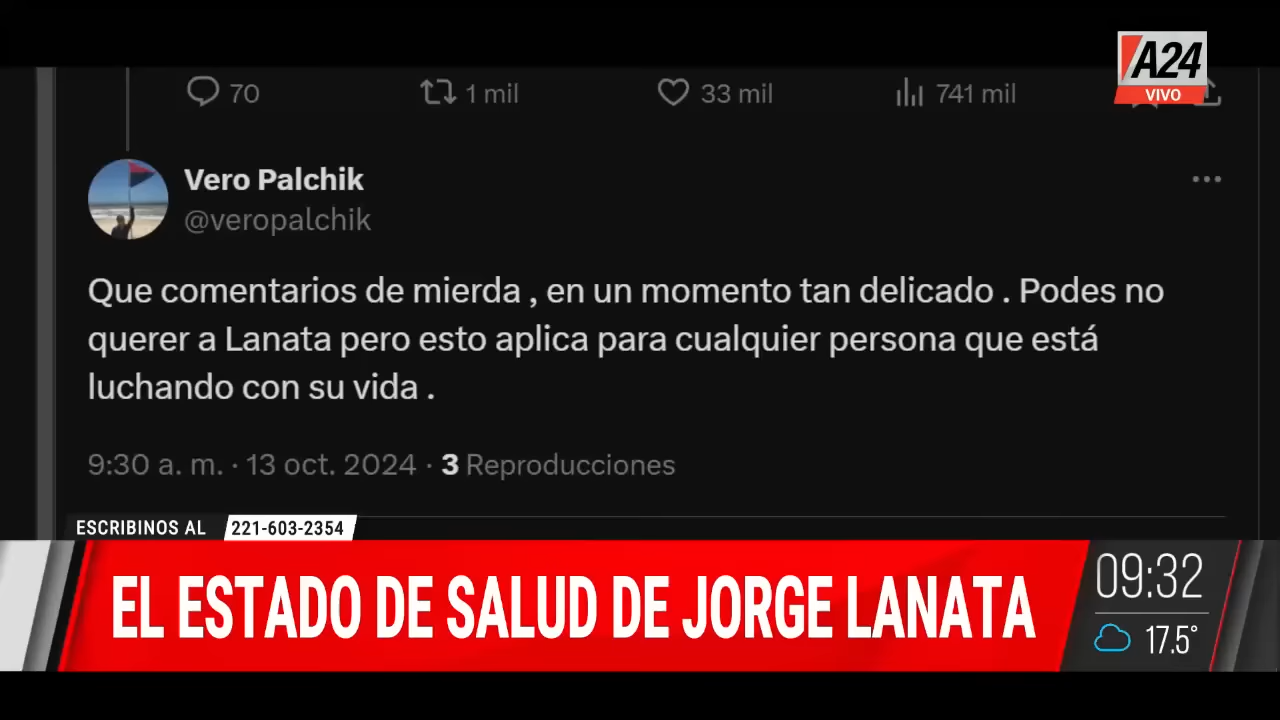 A24
VIVO
70 1 mil 33 mil 741 mil
Vero Palchik
@veropalchik
Que comentarios de mierda , en un momento tan delicado . Podes no
querer a Lanata pero esto aplica para cualquier persona que está
luchando con su vida .
9:30 a. m. · 13 oct. 2024 · 3 Reproducciones
ESCRIBINOS AL 221-603-2354
EL ESTADO DE SALUD DE JORGE LANATA
09:32
17.5°